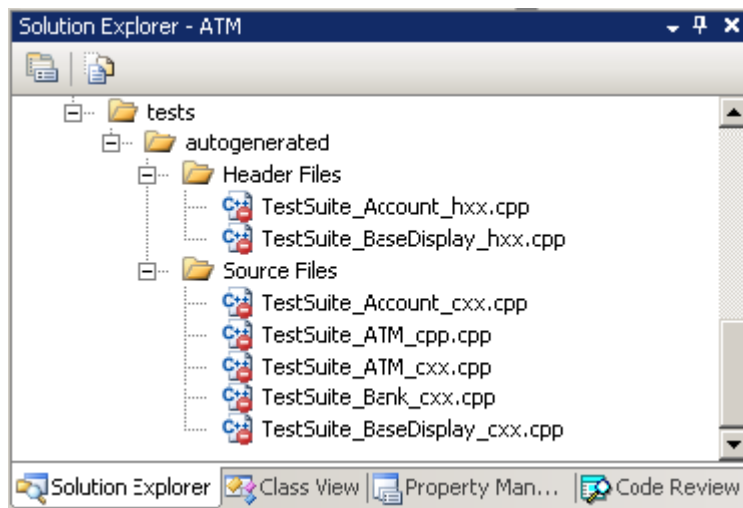 Solution Explorer - ATM
tests
autogenerated
Header Files
TestSuite_Account_hxx.cpp
TestSuite_BaseDisplay_hxx.cpp
Source Files
TestSuite_Account_cxx.cpp
TestSuite_ATM_cpp.cpp
TestSuite_ATM_cxx.cpp
TestSuite_Bank_cxx.cpp
TestSuite_BaseDisplay_cxx.cpp
Solution Explorer Class View Property Man... Code Review